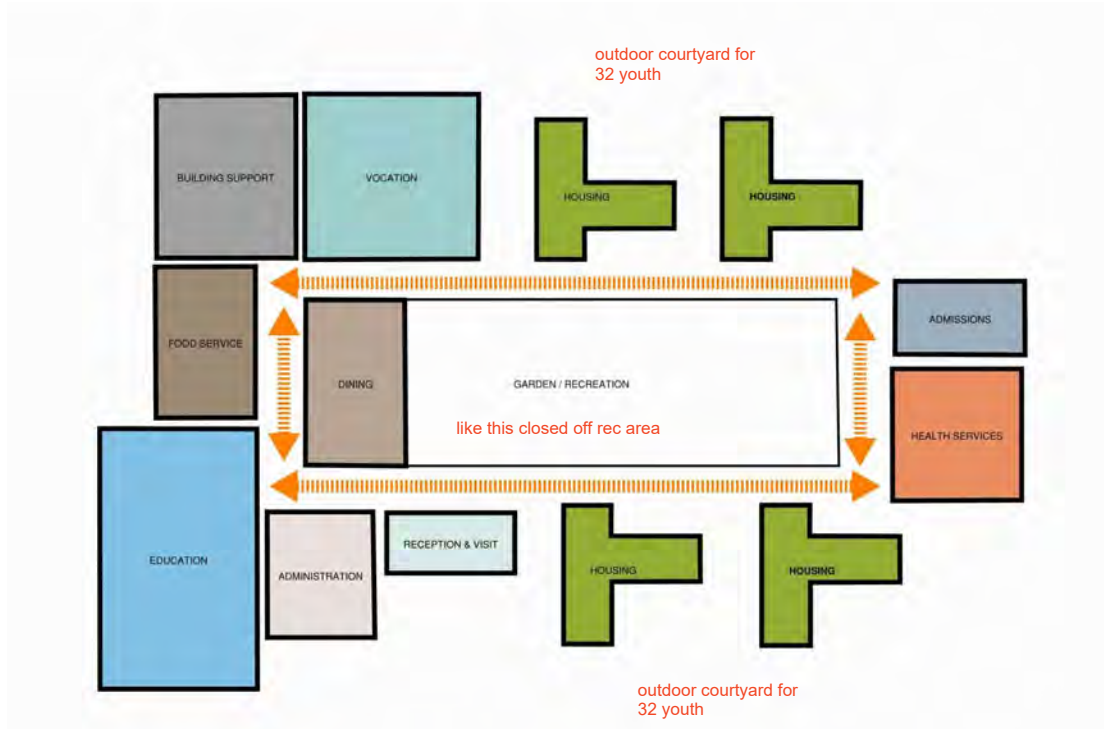 outdoor courtyard for
32 youth
BUILDING SUPPORT
VOCATION
HOUSING
HOUSING
ADMISSIONS
FOOD SERVICE
DINING
GARDEN / RECREATION
like this closed off rec area
HEALTH SERVICES
RECEPTION & VISIT
EDUCATION
ADMINISTRATION
HOUSING
HOUSING
outdoor courtyard for
32 youth